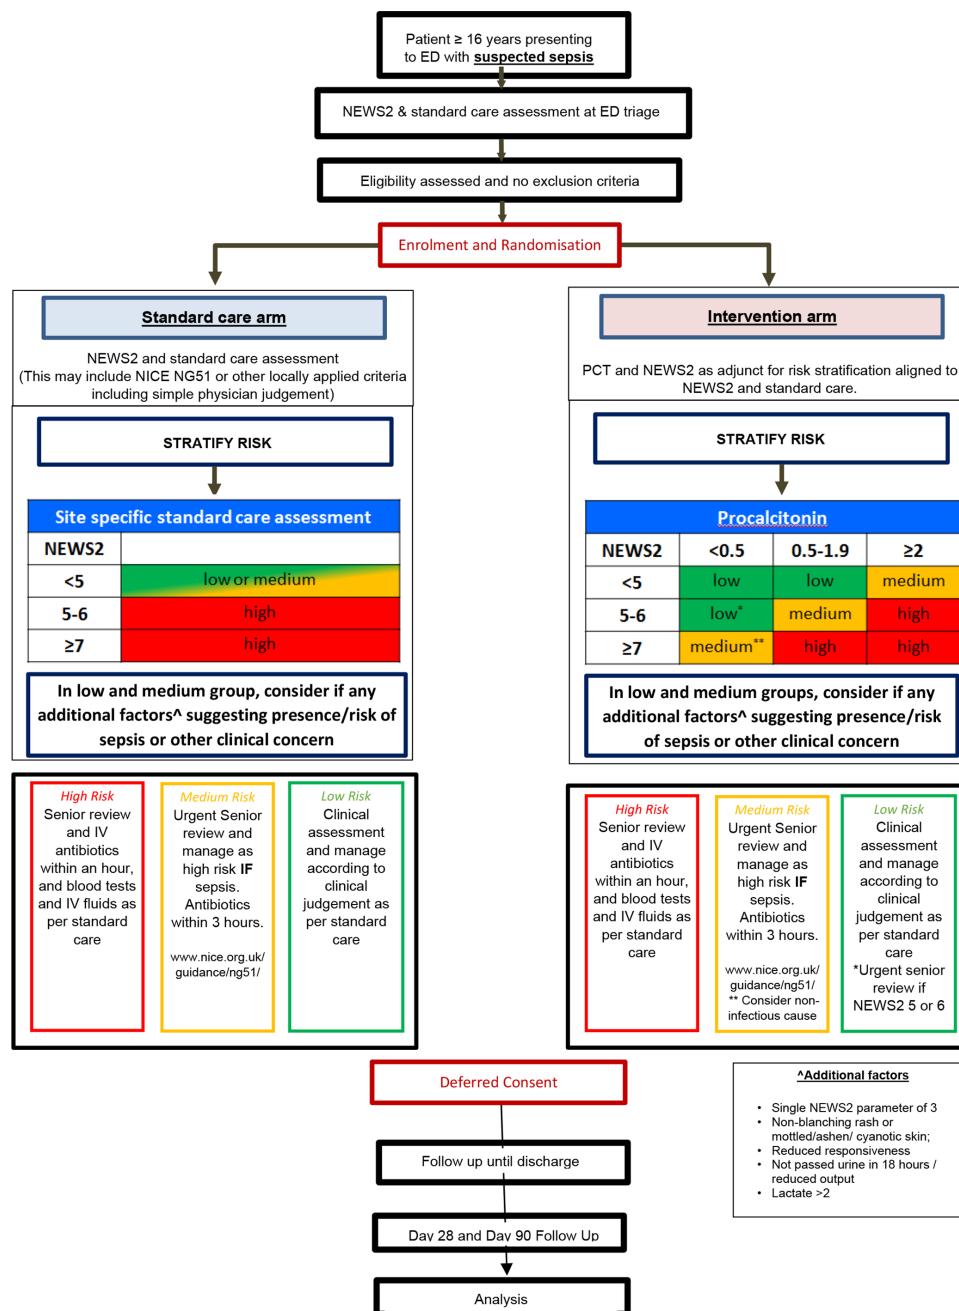 Patient ≥ 16 years presenting
to ED with suspected sepsis
NEWS2 & standard care assessment at ED triage
Eligibility assessed and no exclusion criteria
Enrolment and Randomisation
Standard care arm
NEWS2 and standard care assessment
(This may include NICE NG51 or other locally applied criteria
including simple physician judgement)
STRATIFY RISK
Site specific standard care assessment
NEWS2
<5 low or medium
5-6 high
≥7 high
In low and medium group, consider if any
additional factors^ suggesting presence/risk of
sepsis or other clinical concern
High Risk
Senior review
and IV
antibiotics
within an hour,
and blood tests
and IV fluids as
per standard
care
Medium Risk
Urgent Senior
review and
manage as
high risk IF
sepsis.
Antibiotics
within 3 hours.
www.nice.org.uk/
guidance/ng51/
Low Risk
Clinical
assessment
and manage
according to
clinical
judgement as
per standard
care
Intervention arm
PCT and NEWS2 as adjunct for risk stratification aligned to
NEWS2 and standard care.
STRATIFY RISK
Procalcitonin
NEWS2 <0.5 0.5-1.9 ≥2
<5 low low medium
5-6 low* medium high
≥7 medium** high high
In low and medium groups, consider if any
additional factors^ suggesting presence/risk
of sepsis or other clinical concern
High Risk
Senior review
and IV
antibiotics
within an hour,
and blood tests
and IV fluids as
per standard
care
Medium Risk
Urgent Senior
review and
manage as
high risk IF
sepsis.
Antibiotics
within 3 hours.
www.nice.org.uk/
guidance/ng51/
** Consider non-
infectious cause
Low Risk
Clinical
assessment
and manage
according to
clinical
judgement as
per standard
care
*Urgent senior
review if
NEWS2 5 or 6
Deferred Consent
Follow up until discharge
Day 28 and Day 90 Follow Up
Analysis
^Additional factors
• Single NEWS2 parameter of 3
• Non-blanching rash or
mottled/ashen/ cyanotic skin;
• Reduced responsiveness
• Not passed urine in 18 hours /
reduced output
• Lactate >2